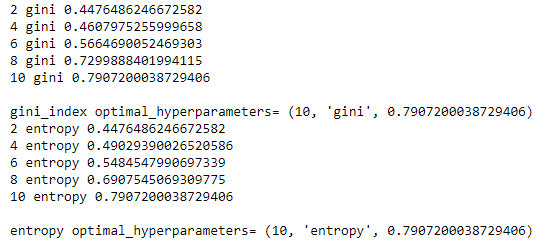 2 gini 0.4476486246672582
4 gini 0.4607975255999658
6 gini 0.5664690052469303
8 gini 0.7299888401994115
10 gini 0.7907200038729406
gini_index optimal_hyperparameters= (10, 'gini', 0.7907200038729406)
2 entropy 0.4476486246672582
4 entropy 0.49029390026520586
6 entropy 0.5484547990697339
8 entropy 0.6907545069309775
10 entropy 0.7907200038729406
entropy optimal_hyperparameters= (10, 'entropy', 0.7907200038729406)